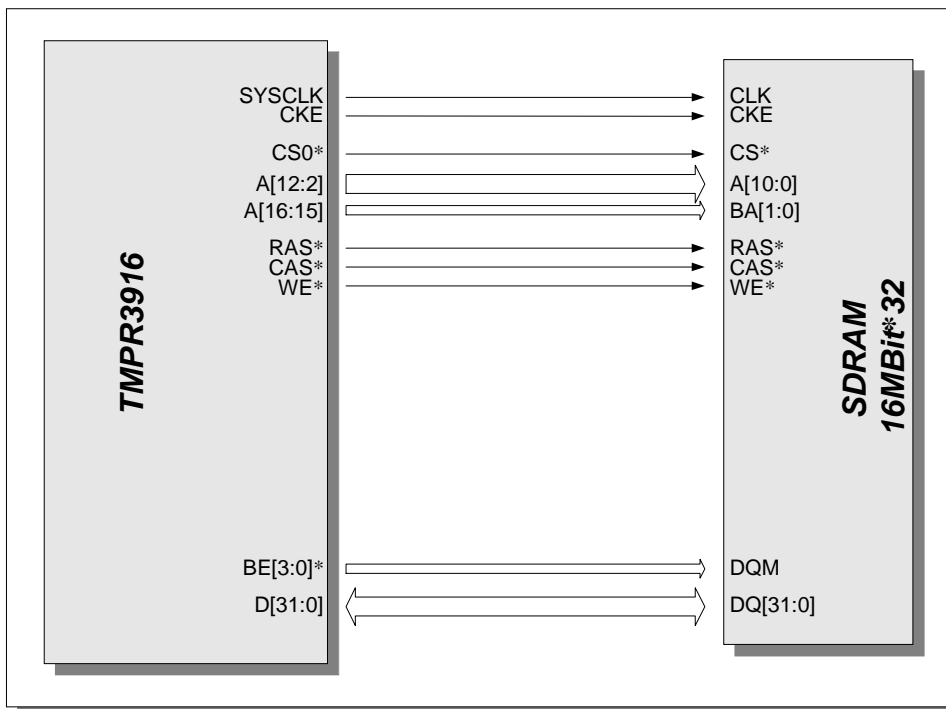 TMPR3916
SYSCLK
CKE
CS0*
A[12:2]
A[16:15]
RAS*
CAS*
WE*
BE[3:0]*
D[31:0]
CLK
CKE
CS*
A[10:0]
BA[1:0]
RAS*
CAS*
WE*
DQM
DQ[31:0]
SDRAM
16MBit*32